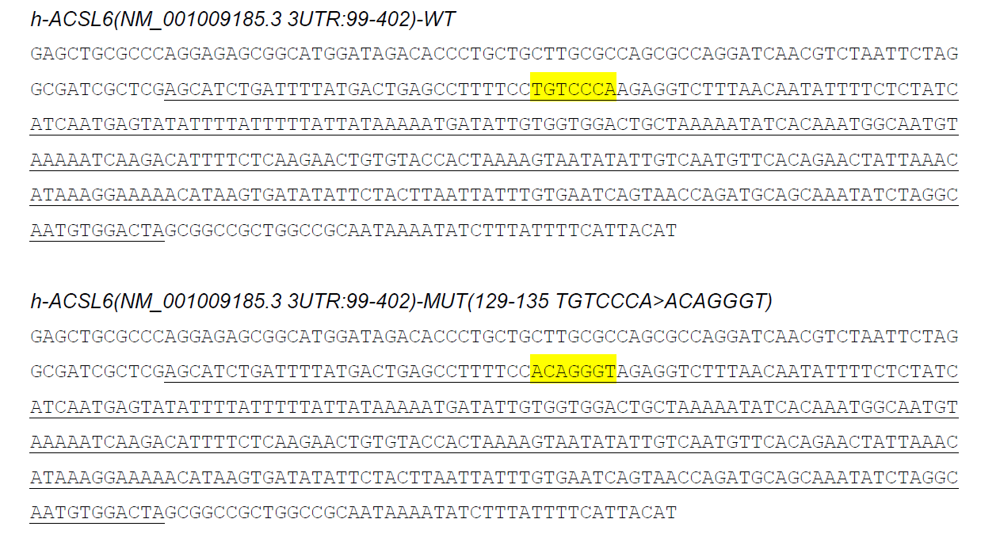 h-ACSL6(NM_001009185.3 3UTR:99-402)-WT
GAGCTGCGCCCAGGAGAGCGGCATGGATAGACACCCTGCTGCTTGCGCCAGCGCCAGGATCAACGTCTAATTCTAG
GCGATCGCTCGAGCATCTGATTTTATGACTGAGCCTTTTCCTGTCCCAAGAGGTCTTTAACAATATTTTCTCTATC
ATCAATGAGTATATTTTATTTTTATTATAAAAATGATATTGTGGTGGACTGCTAAAAATATCACAAATGGCAATGT
AAAAATCAAGACATTTTCTCAAGAACTGTGTACCACTAAAAGTAATATATTGTCAATGTTCACAGAACTATTAAAC
ATAAAGGAAAAACATAAGTGATATATTCTACTTAATTATTTGTGAATCAGTAACCAGATGCAGCAAATATCTAGGC
AATGTGGACTAGCGGCCGCTGGCCGCAATAAAATATCTTTATTTTCATTACAT
h-ACSL6(NM_001009185.3 3UTR:99-402)-MUT(129-135 TGTCCCA>ACAGGGT)
GAGCTGCGCCCAGGAGAGCGGCATGGATAGACACCCTGCTGCTTGCGCCAGCGCCAGGATCAACGTCTAATTCTAG
GCGATCGCTCGAGCATCTGATTTTATGACTGAGCCTTTTCCACAGGGTAGAGGTCTTTAACAATATTTTCTCTATC
ATCAATGAGTATATTTTATTTTTATTATAAAAATGATATTGTGGTGGACTGCTAAAAATATCACAAATGGCAATGT
AAAAATCAAGACATTTTCTCAAGAACTGTGTACCACTAAAAGTAATATATTGTCAATGTTCACAGAACTATTAAAC
ATAAAGGAAAAACATAAGTGATATATTCTACTTAATTATTTGTGAATCAGTAACCAGATGCAGCAAATATCTAGGC
AATGTGGACTAGCGGCCGCTGGCCGCAATAAAATATCTTTATTTTCATTACAT